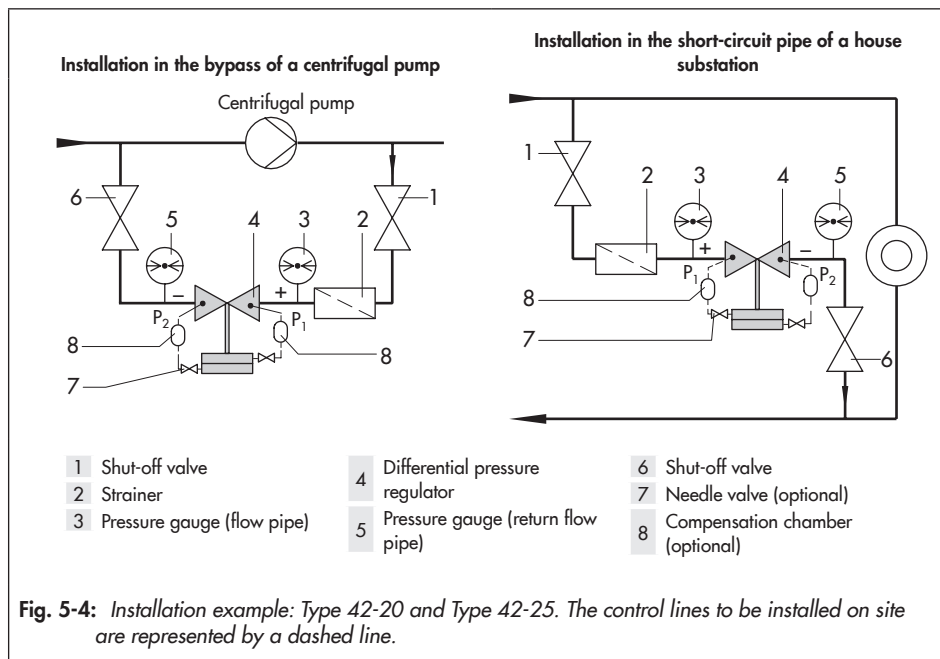 Installation in the bypass of a centrifugal pump
Centrifugal pump
6
1
5
4
3
2
–
+
P2
P1
8
8
7
Installation in the short-circuit pipe of a house
substation
1
2
3
4
5
+
–
P1
P2
8
7
6
1 Shut-off valve
2 Strainer
3 Pressure gauge (flow pipe)
4 Differential pressure
regulator
5 Pressure gauge (return flow
pipe)
6 Shut-off valve
7 Needle valve (optional)
8 Compensation chamber
(optional)
Fig. 5-4: Installation example: Type 42-20 and Type 42-25. The control lines to be installed on site
are represented by a dashed line.